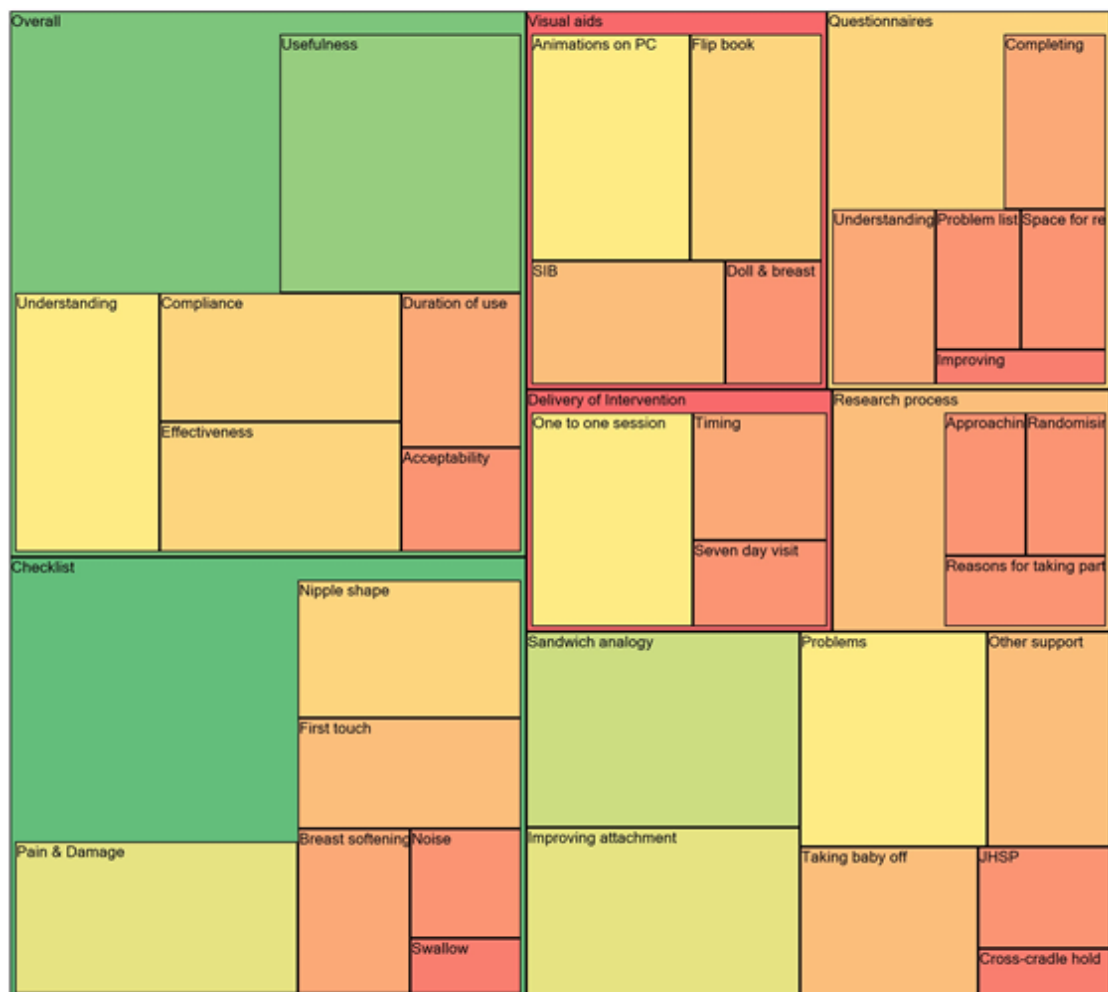 Overall
Usefulness
Understanding
Compliance
Duration of use
Effectiveness
Acceptability
Checklist
Nipple shape
First touch
Pain & Damage
Breast softening
Noise
Swallow
Visual aids
Animations on PC
Flip book
SIB
Doll & breast
Delivery of Intervention
One to one session
Timing
Seven day visit
Questionnaires
Completing
Understanding
Problem list
Space for re
Improving
Research process
Approachin
Randomisin
Reasons for taking part
Sandwich analogy
Improving attachment
Problems
Other support
Taking baby off
JHSP
Cross-cradle hold